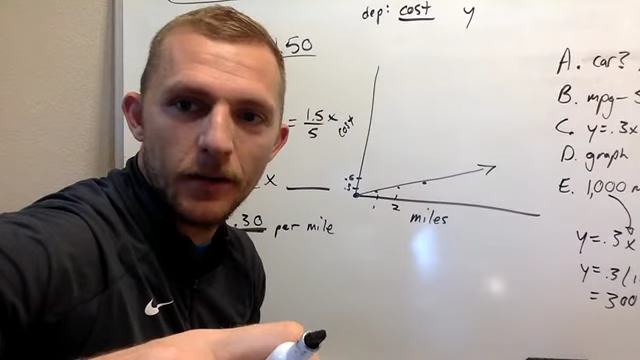 dep: cost y
.50
= 1.5/5 x
cost
x
.30 per mile
.6
.3
1 2
miles
A. car?
B. mpg-
C. y=.3x
D. graph
E. 1,000
y=.3x
y=.3(1
=300